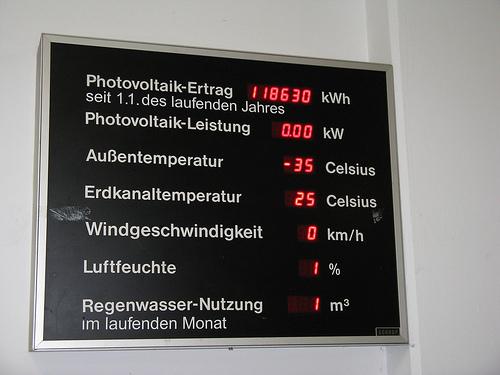 Photovoltaik-Ertrag 118630 kWh
seit 1.1. des laufenden Jahres
Photovoltaik-Leistung 0.00 kW
Außentemperatur -35 Celsius
Erdkanaltemperatur 25 Celsius
Windgeschwindigkeit 0 km/h
Luftfeuchte 1 %
Regenwasser-Nutzung 1 m³
im laufenden Monat